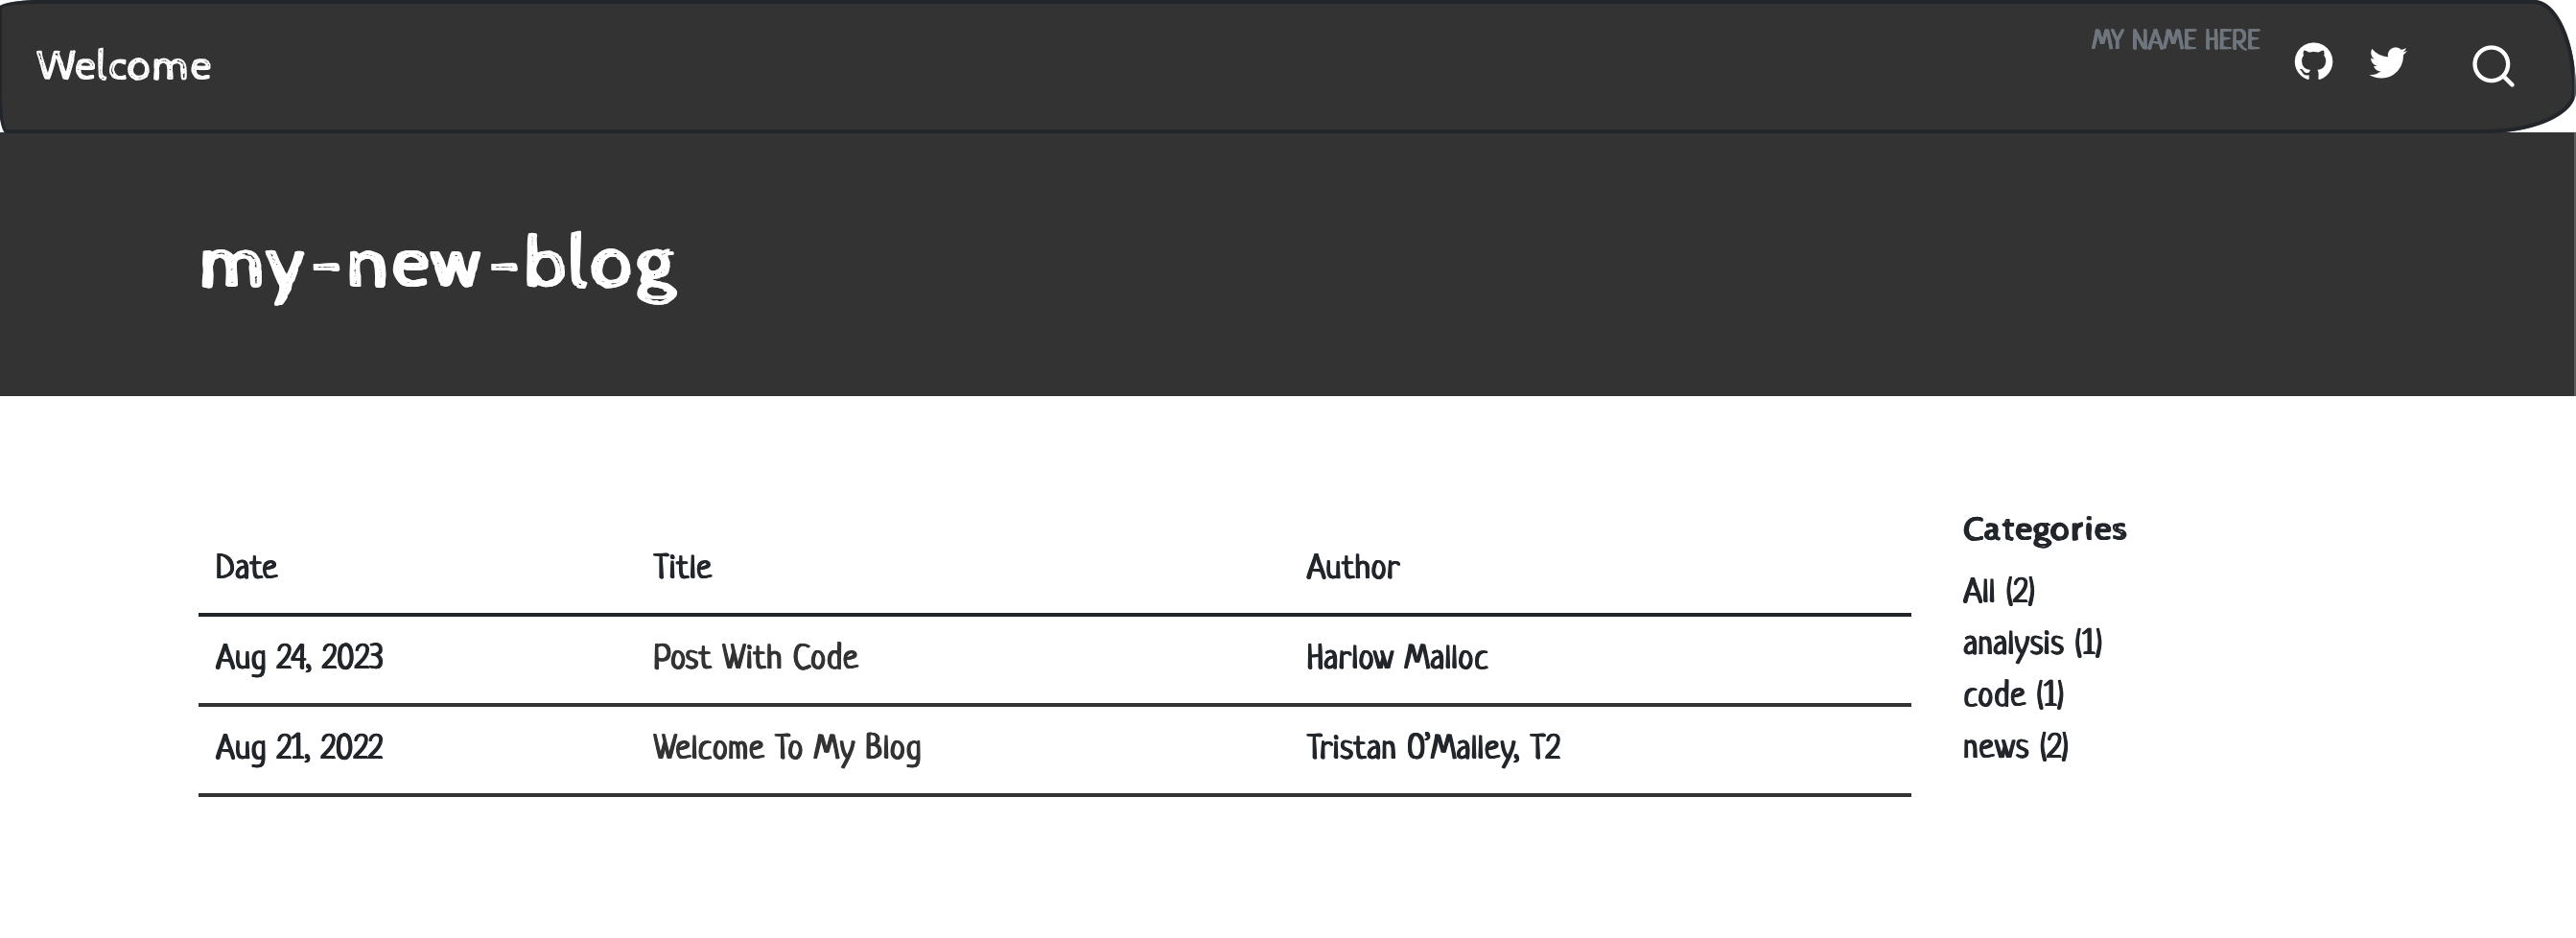 Welcome
MY NAME HERE
my-new-blog
Date Title Author
Aug 24, 2023 Post With Code Harlow Malloc
Aug 21, 2022 Welcome To My Blog Tristan O’Malley, T2
Categories
All (2)
analysis (1)
code (1)
news (2)